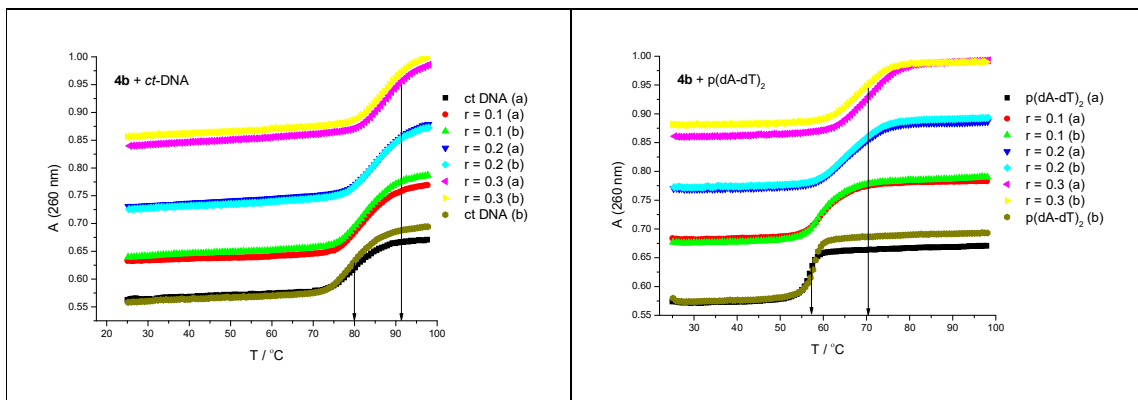 4b + ct-DNA
A (260 nm)
1.00
0.95
0.90
0.85
0.80
0.75
0.70
0.65
0.60
0.55
20 30 40 50 60 70 80 90 100
T / °C
ct DNA (a)
r = 0.1 (a)
r = 0.1 (b)
r = 0.2 (a)
r = 0.2 (b)
r = 0.3 (a)
r = 0.3 (b)
ct DNA (b)
4b + p(dA-dT)₂
A (260 nm)
1.00
0.95
0.90
0.85
0.80
0.75
0.70
0.65
0.60
0.55
20 30 40 50 60 70 80 90 100
T / °C
p(dA-dT)₂ (a)
r = 0.1 (a)
r = 0.1 (b)
r = 0.2 (a)
r = 0.2 (b)
r = 0.3 (a)
r = 0.3 (b)
p(dA-dT)₂ (b)